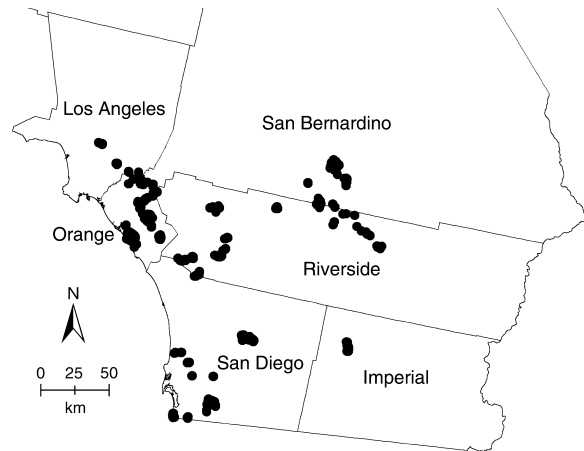 Los Angeles
San Bernardino
Orange
Riverside
N
San Diego
Imperial
0 25 50
km